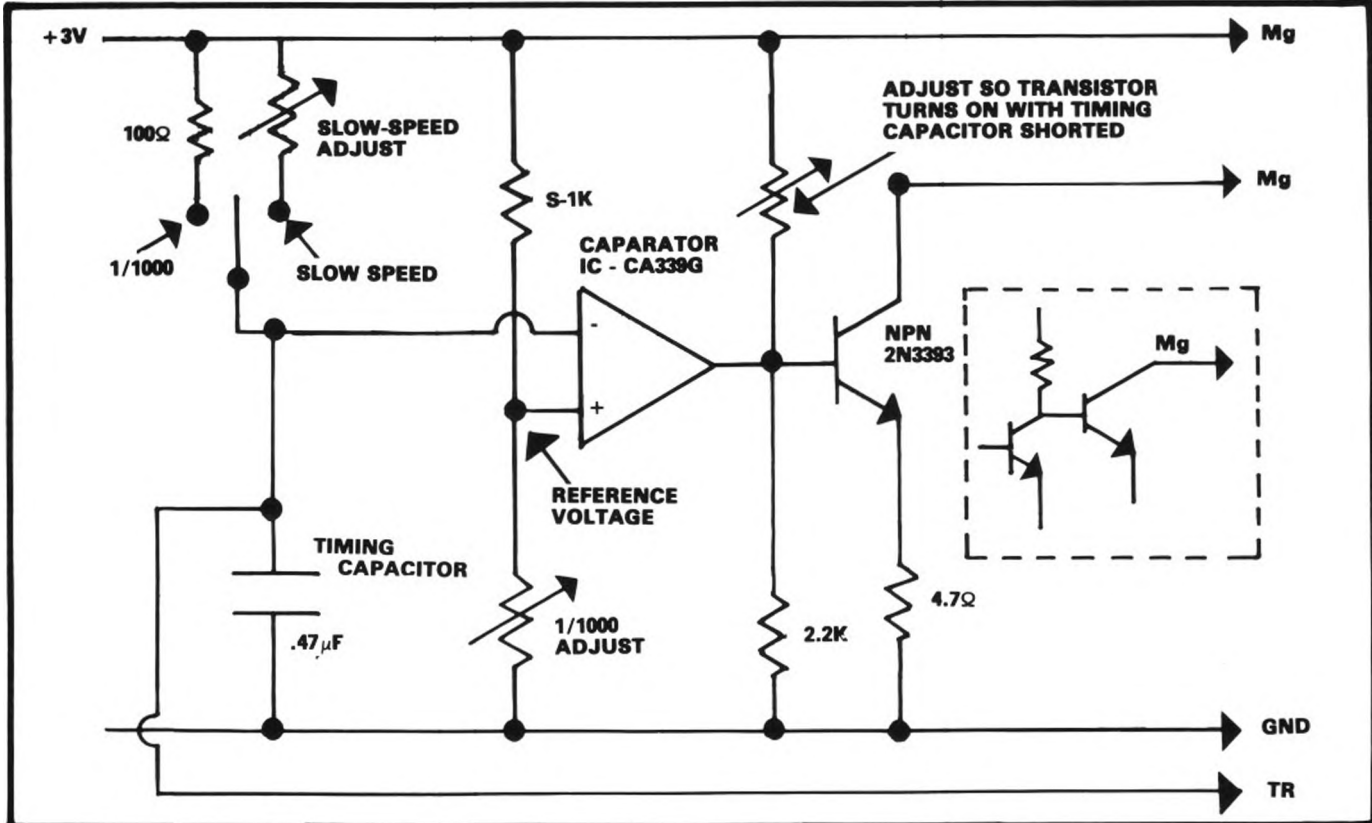 +3V
Mg
100Ω
SLOW-SPEED
ADJUST
ADJUST SO TRANSISTOR
TURNS ON WITH TIMING
CAPACITOR SHORTED
S-1K
Mg
1/1000
SLOW SPEED
CAPARATOR
IC - CA339G
-
+
NPN
2N3393
Mg
REFERENCE
VOLTAGE
TIMING
CAPACITOR
.47µF
1/1000
ADJUST
2.2K
4.7Ω
GND
TR